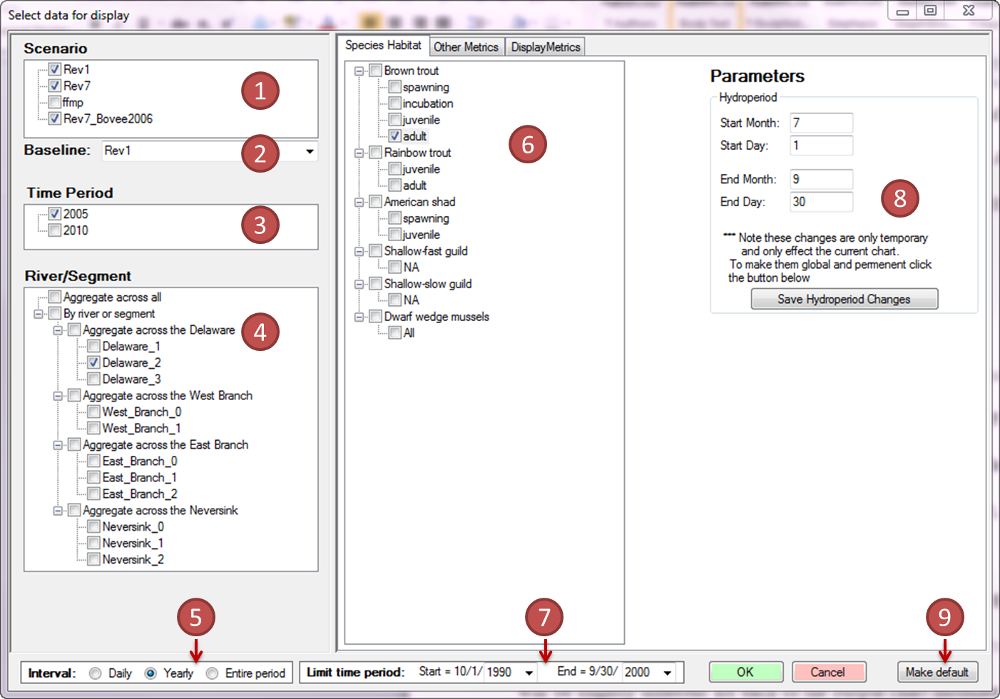 Select data for display
Scenario
Rev1
Rev7
ffmp
Rev7_Bovee2006
1
Baseline: Rev1
2
Time Period
2005
2010
3
River/Segment
Aggregate across all
By river or segment
Aggregate across the Delaware
Delaware_1
Delaware_2
Delaware_3
4
Aggregate across the West Branch
West_Branch_0
West_Branch_1
Aggregate across the East Branch
East_Branch_0
East_Branch_1
East_Branch_2
Aggregate across the Neversink
Neversink_0
Neversink_1
Neversink_2
5
Interval: Daily Yearly Entire period
Species Habitat Other Metrics DisplayMetrics
Brown trout
spawning
incubation
juvenile
adult
Rainbow trout
juvenile
adult
American shad
spawning
juvenile
Shallow-fast guild
NA
Shallow-slow guild
NA
Dwarf wedge mussels
All
6
7
Limit time period: Start = 10/1/ 1990 End = 9/30/ 2000
Parameters
Hydroperiod
Start Month: 7
Start Day: 1
End Month: 9
End Day: 30
8
*** Note these changes are only temporary
and only effect the current chart.
To make them global and permenent click
the button below
Save Hydroperiod Changes
9
OK Cancel Make default